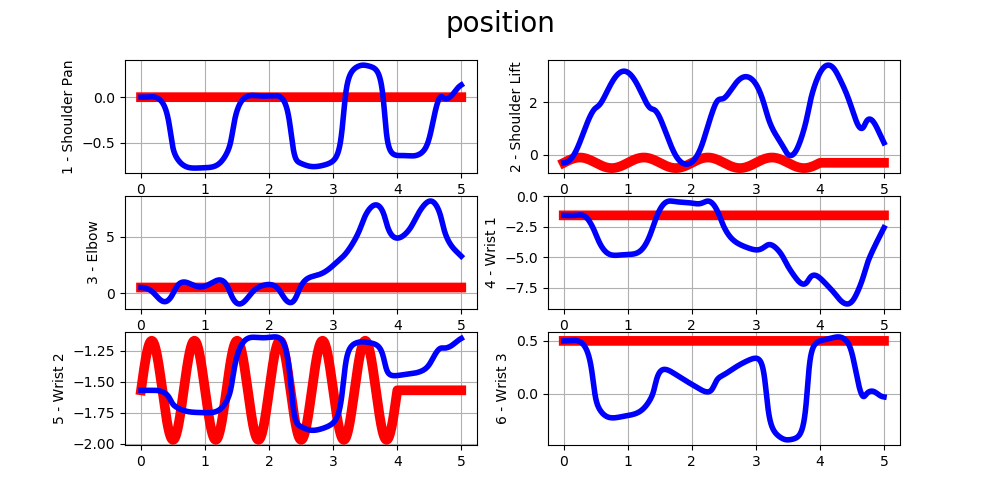 position
1 - Shoulder Pan
0.0
−0.5
0 1 2 3 4 5
2 - Shoulder Lift
2
0
0 1 2 3 4 5
3 - Elbow
5
0
0 1 2 3 4 5
4 - Wrist 1
0.0
−2.5
−5.0
−7.5
0 1 2 3 4 5
5 - Wrist 2
−1.25
−1.50
−1.75
−2.00
0 1 2 3 4 5
6 - Wrist 3
0.5
0.0
0 1 2 3 4 5